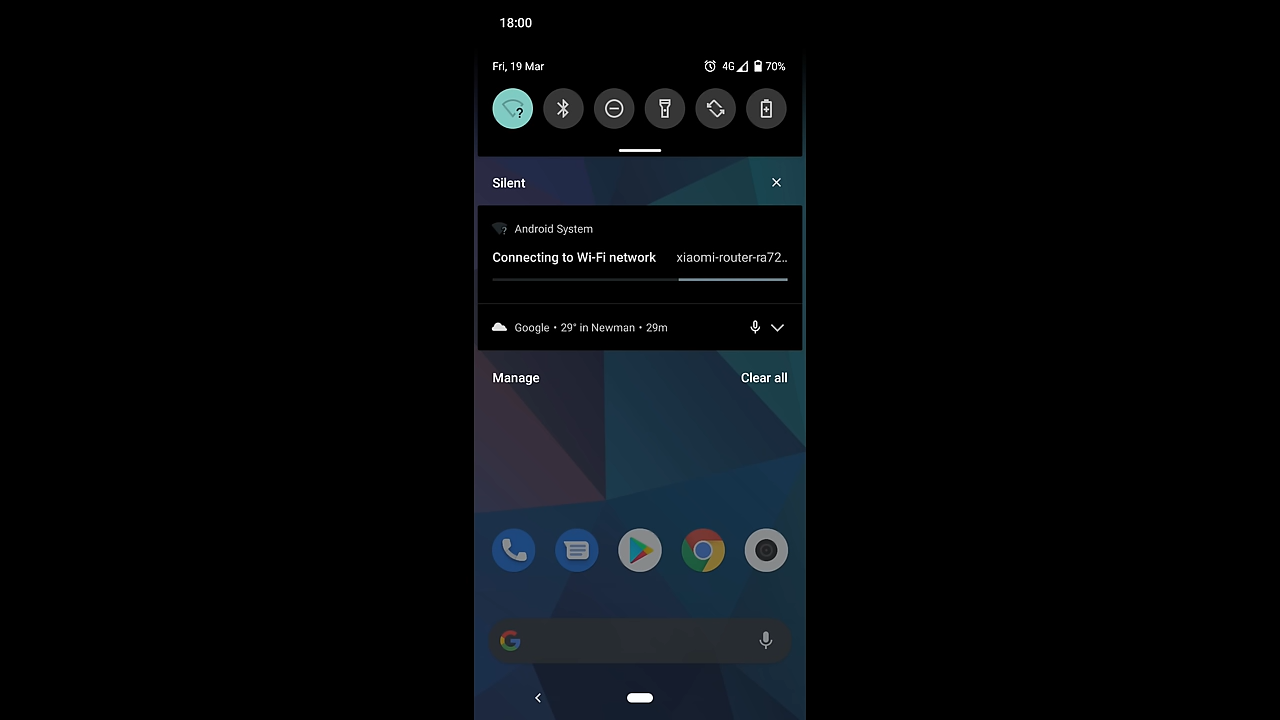 18:00
Fri, 19 Mar 4G 70%
Silent
Android System
Connecting to Wi-Fi network xiaomi-router-ra72..
Google • 29° in Newman • 29m
Manage Clear all